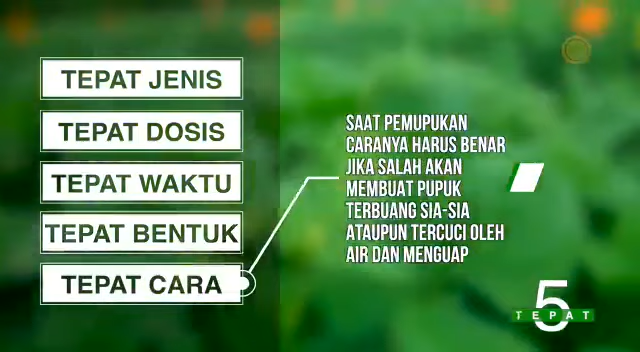 TEPAT JENIS
TEPAT DOSIS
TEPAT WAKTU
TEPAT BENTUK
TEPAT CARA
SAAT PEMUPUKAN
CARANYA HARUS BENAR
JIKA SALAH AKAN
MEMBUAT PUPUK
TERBUANG SIA-SIA
ATAUPUN TERCUCI OLEH
AIR DAN MENGUAP
5
TEPAT